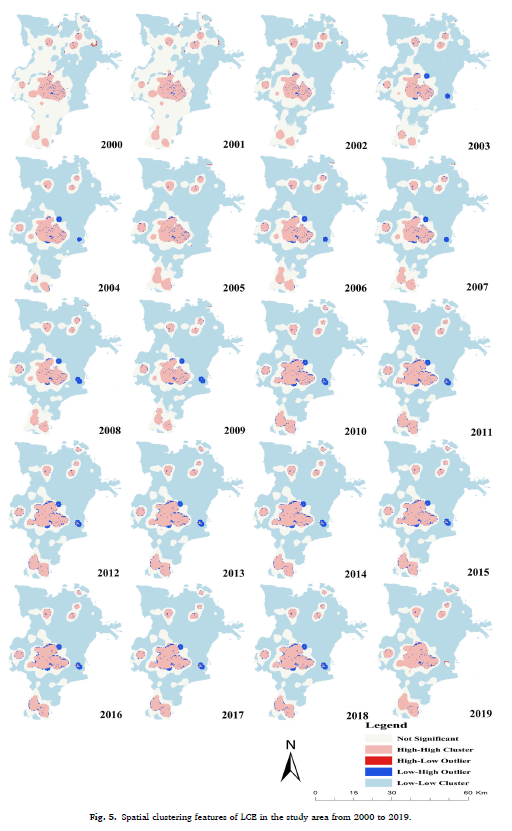 2000 2001 2002 2003
2004 2005 2006 2007
2008 2009 2010 2011
2012 2013 2014 2015
2016 2017 2018 2019
Legend
Not Significant
High-High Cluster
High-Low Outlier
Low-High Outlier
Low-Low Cluster
N
0 16 30 60 Km
Fig. 5. Spatial clustering features of LCE in the study area from 2000 to 2019.